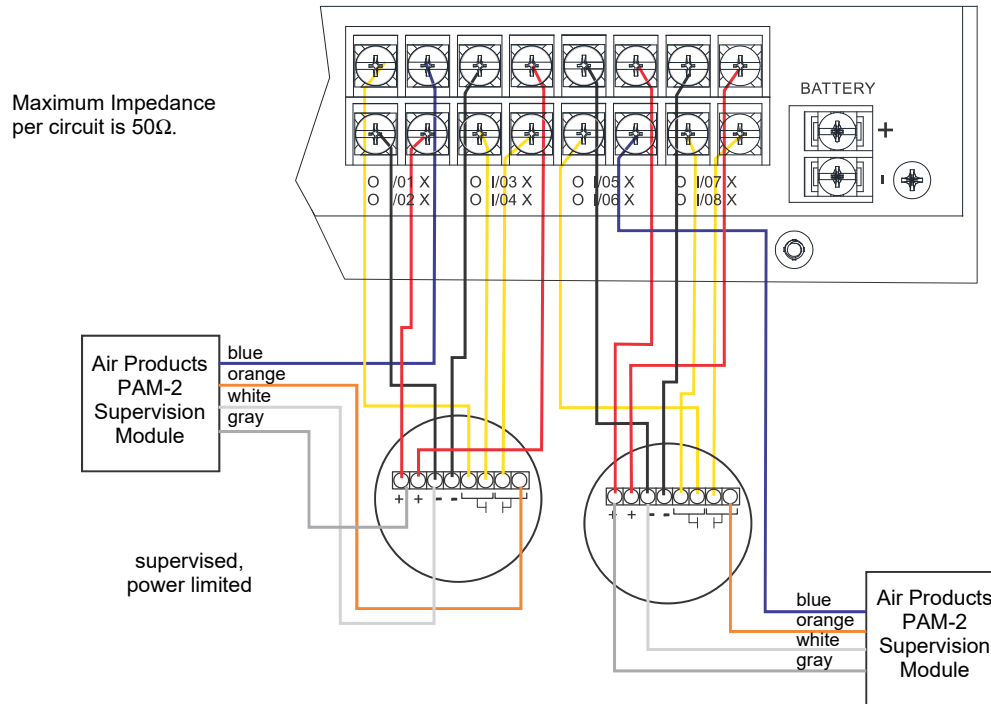 Maximum Impedance
per circuit is 50Ω.
BATTERY
+
-
O I/01 X O I/03 X O I/05 X O I/07 X
O I/02 X O I/04 X O I/06 X O I/08 X
Air Products
PAM-2
Supervision
Module
blue
orange
white
gray
+ + - -
+ + - -
supervised,
power limited
blue
orange
white
gray
Air Products
PAM-2
Supervision
Module